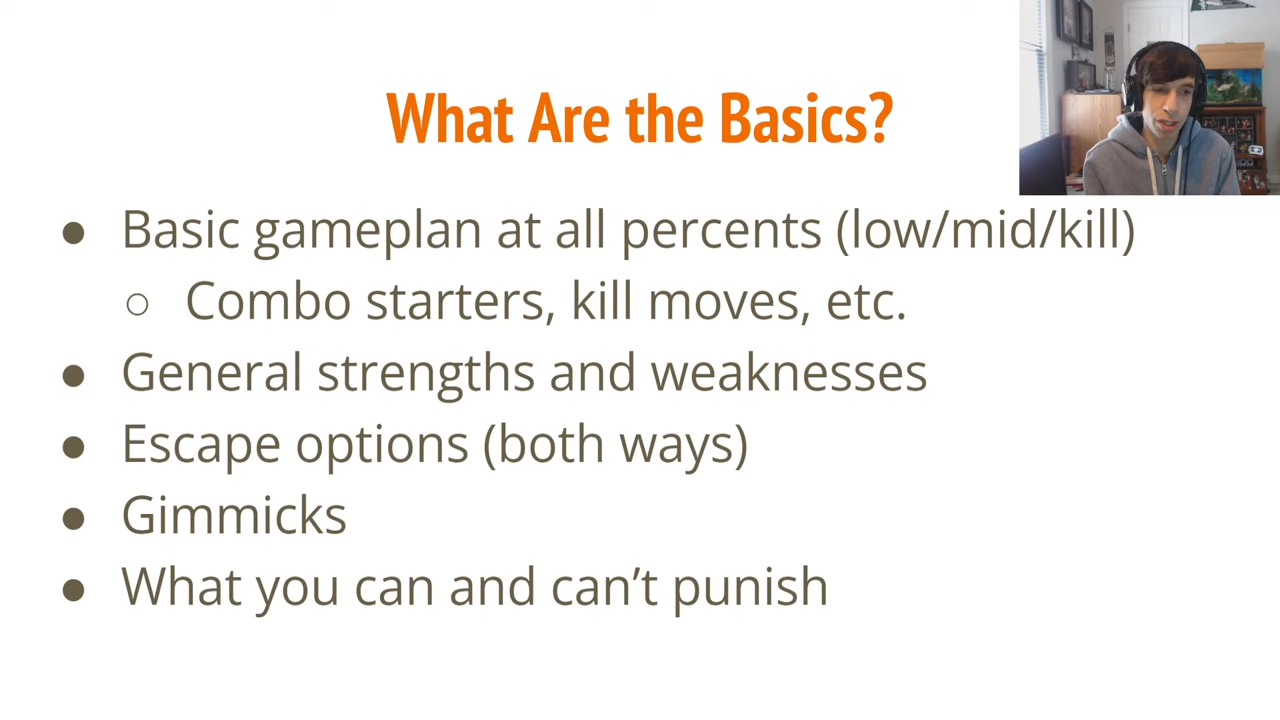 What Are the Basics?
● Basic gameplan at all percents (low/mid/kill)
○ Combo starters, kill moves, etc.
● General strengths and weaknesses
● Escape options (both ways)
● Gimmicks
● What you can and can’t punish